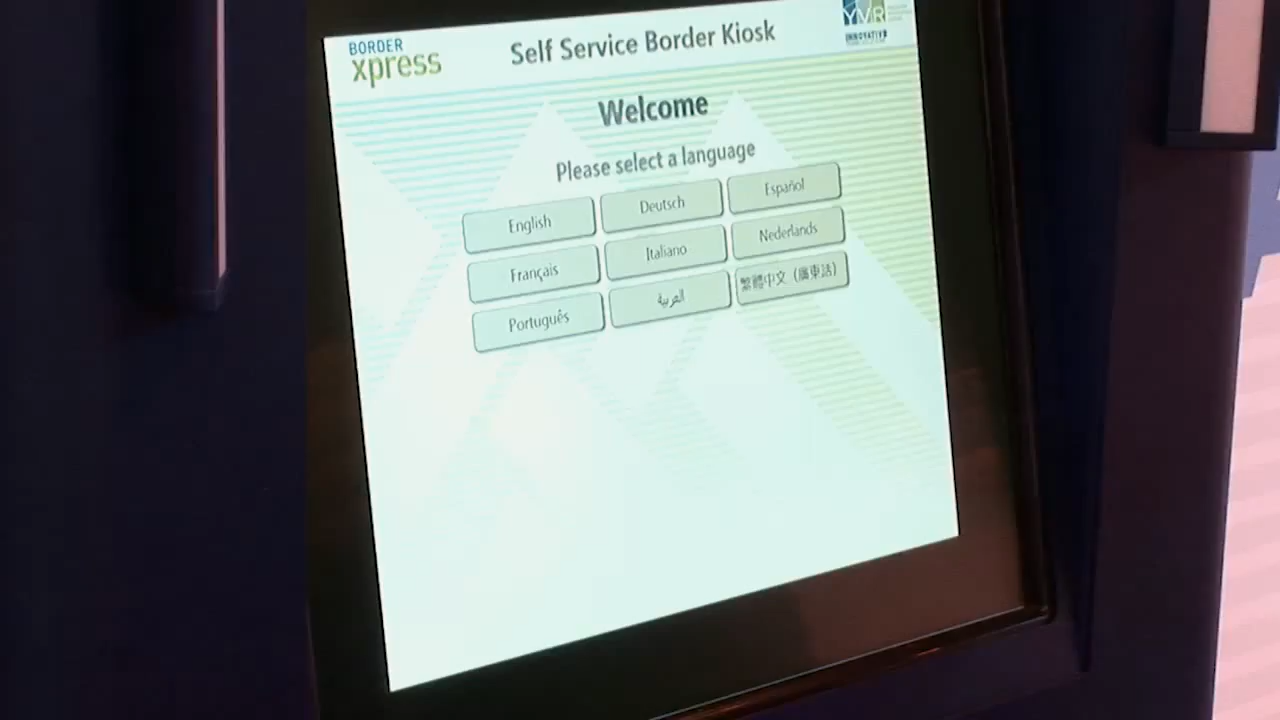 BORDER
xpress
Self Service Border Kiosk
YVR
INNOVATIVE
Welcome
Please select a language
English
Deutsch
Español
Français
Italiano
Nederlands
Português
العربية
繁體中文 (廣東話)